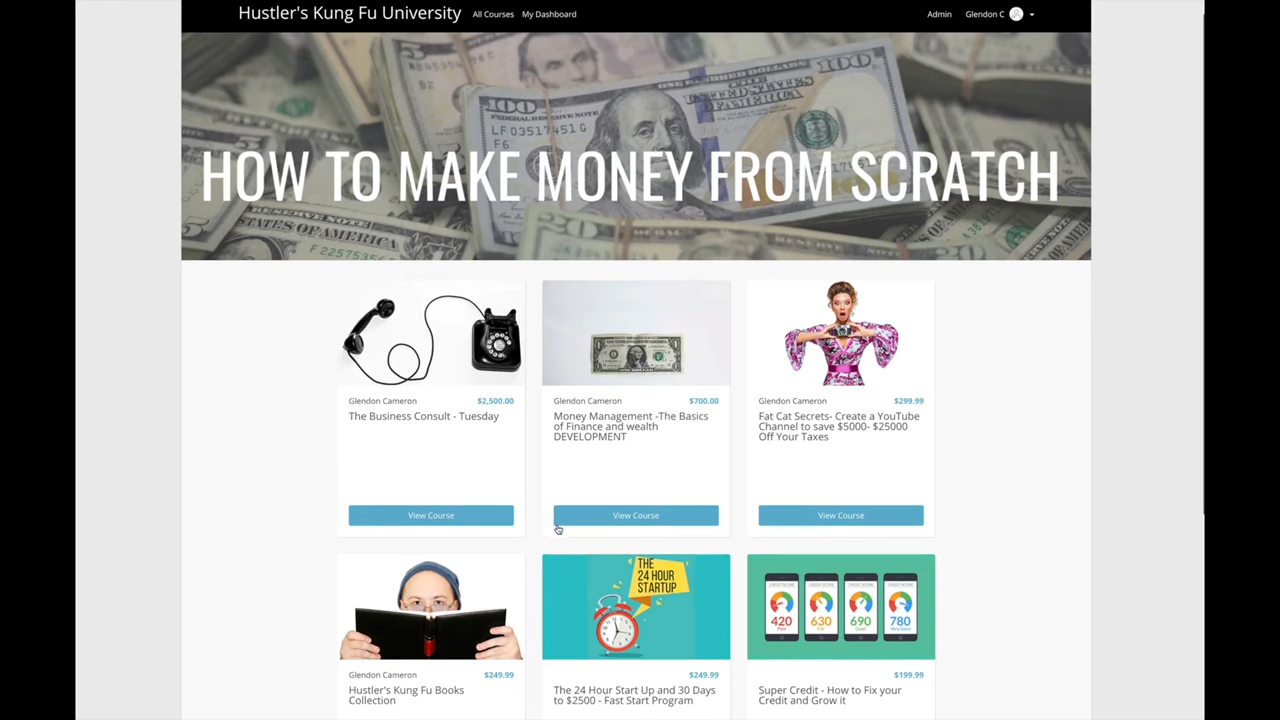 Hustler's Kung Fu University
All Courses
My Dashboard
Admin
Glendon C
100
HOW TO MAKE MONEY FROM SCRATCH
Glendon Cameron
$2,500.00
The Business Consult - Tuesday
View Course
Glendon Cameron
$700.00
Money Management -The Basics
of Finance and wealth
DEVELOPMENT
View Course
Glendon Cameron
$299.99
Fat Cat Secrets- Create a YouTube
Channel to save $5000- $25000
Off Your Taxes
View Course
Glendon Cameron
$249.99
Hustler's Kung Fu Books
Collection
THE
24 HOUR
STARTUP
$249.99
The 24 Hour Start Up and 30 Days
to $2500 - Fast Start Program
420
630
690
780
$199.99
Super Credit - How to Fix your
Credit and Grow it